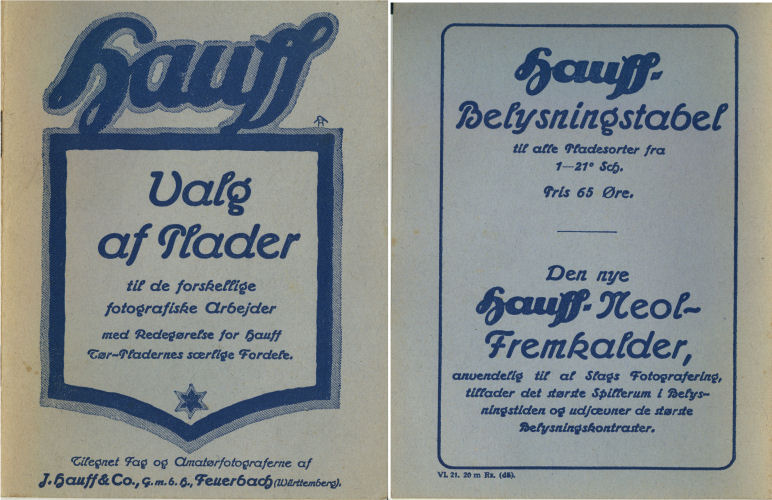 Hauff
Valg
af Plader
til de forskellige
fotografiske Arbejder
med Redegørelse for Hauff
Tør-Pladernes særlige Fordele.
Tilegnet Fag og Amatørfotograferne af
J. Hauff & Co., G. m. b. H., Feuerbach (Württemberg).
Hauff-
Belysningstabel
til alle Pladesorter fra
1—21° Sch.
Pris 65 Øre.
Den nye
Hauff-Neol-
Fremkalder,
anvendelig til al Slags Fotografering,
tillader det største Spillerum i Belys-
ningstiden og udjævner de største
Belysningskontraster.
VI. 21. 20 m Rx. (dä).